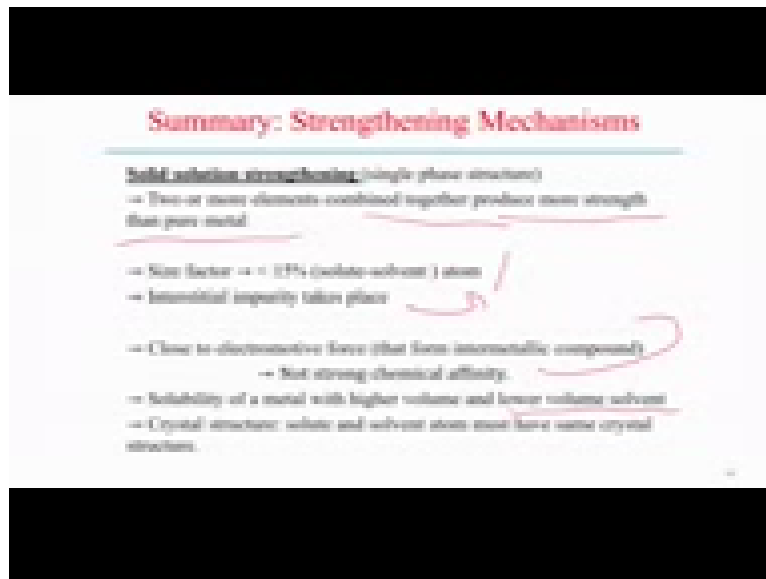 Summary: Strengthening Mechanisms
Solid solution strengthening (single phase structure)
→ Two or more elements combined together produce more strength
than pure metal
→ Size factor → < 15% (solute-solvent) atom
→ Interstitial impurity takes place
→ Close to electromotive force (that form intermetallic compound)
→ Not strong chemical affinity.
→ Solubility of a metal with higher volume and lower volume solvent
→ Crystal structure: solute and solvent atom must have same crystal
structure.